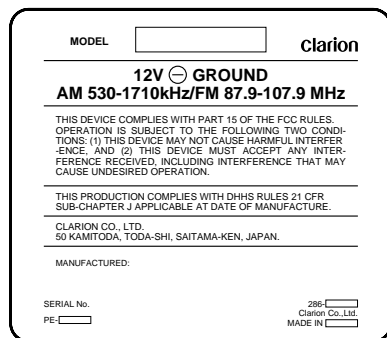 MODEL clarion
12V ⊖ GROUND
AM 530-1710kHz/FM 87.9-107.9 MHz
THIS DEVICE COMPLIES WITH PART 15 OF THE FCC RULES.
OPERATION IS SUBJECT TO THE FOLLOWING TWO CONDI-
TIONS: (1) THIS DEVICE MAY NOT CAUSE HARMFUL INTERFER
-ENCE, AND (2) THIS DEVICE MUST ACCEPT ANY INTER-
FERENCE RECEIVED, INCLUDING INTERFERENCE THAT MAY
CAUSE UNDESIRED OPERATION.
THIS PRODUCTION COMPLIES WITH DHHS RULES 21 CFR
SUB-CHAPTER J APPLICABLE AT DATE OF MANUFACTURE.
CLARION CO., LTD.
50 KAMITODA, TODA-SHI, SAITAMA-KEN, JAPAN.
MANUFACTURED:
SERIAL No. 286-
Clarion Co.,Ltd.
PE- MADE IN